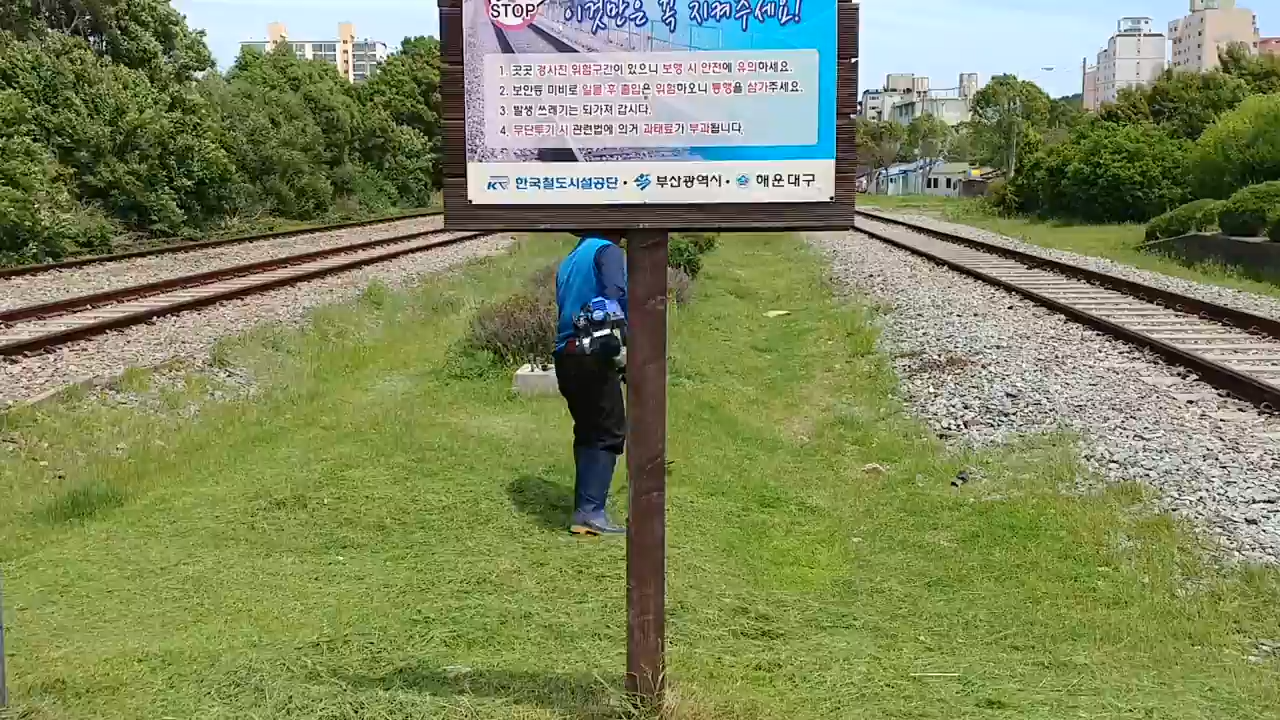 STOP
이것만은 꼭 지켜주세요!
1. 곳곳 경사진 위험구간이 있으니 보행 시 안전에 유의하세요.
2. 보안등 미비로 일몰 후 출입은 위험하오니 통행을 삼가주세요.
3. 발생 쓰레기는 되가져 갑시다.
4. 무단투기 시 관련법에 의거 과태료가 부과됩니다.
한국철도시설공단 · 부산광역시 · 해운대구